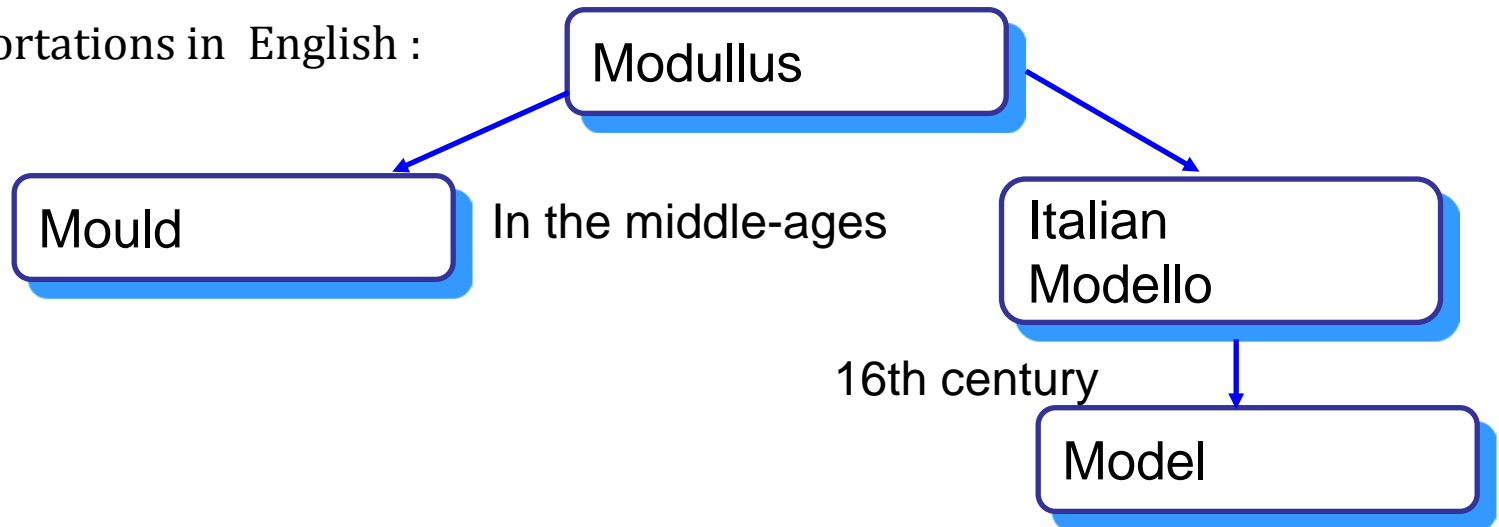 ortations in English :
Modullus
Mould
In the middle-ages
Italian
Modello
16th century
Model